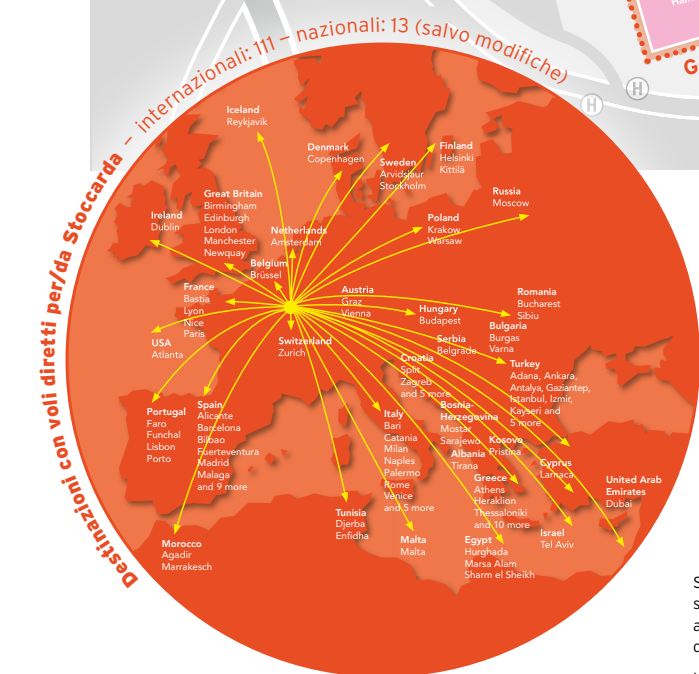 Destinazioni con voli diretti per/da Stoccarda – internazionali: 111 – nazionali: 13 (salvo modifiche)
H
H
G
Iceland
Reykjavik
Denmark
Copenhagen
Sweden
Arvidsjaur
Stockholm
Finland
Helsinki
Kittilä
Russia
Moscow
Great Britain
Birmingham
Edinburgh
London
Manchester
Newquay
Ireland
Dublin
Netherlands
Amsterdam
Poland
Krakow
Warsaw
Belgium
Brüssel
France
Bastia
Lyon
Nice
Paris
Austria
Graz
Vienna
Hungary
Budapest
Romania
Bucharest
Sibiu
Bulgaria
Burgas
Varna
USA
Atlanta
Switzerland
Zurich
Serbia
Belgrade
Croatia
Split
Zagreb
and 5 more
Turkey
Adana, Ankara,
Antalya, Gaziantep,
Istanbul, Izmir,
Kayseri and
5 more
Portugal
Faro
Funchal
Lisbon
Porto
Spain
Alicante
Barcelona
Bilbao
Fuerteventura
Madrid
Malaga
and 9 more
Italy
Bari
Catania
Milan
Naples
Palermo
Rome
Venice
and 5 more
Bosnia-
Herzegovina
Mostar
Sarajewo
Kosovo
Pristina
Albania
Tirana
Cyprus
Larnaca
Greece
Athens
Heraklion
Thessaloniki
and 10 more
United Arab
Emirates
Dubai
Tunisia
Djerba
Enfidha
Malta
Malta
Egypt
Hurghada
Marsa Alam
Sharm el Sheikh
Israel
Tel Aviv
Morocco
Agadir
Marrakesch